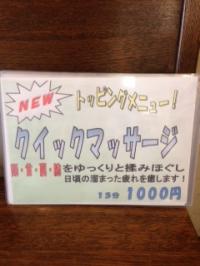 NEW
トッピングメニュー!
クイックマッサージ
をゆっくりと揉みほぐし
日頃の溜まった疲れを癒します!
15分 1000円